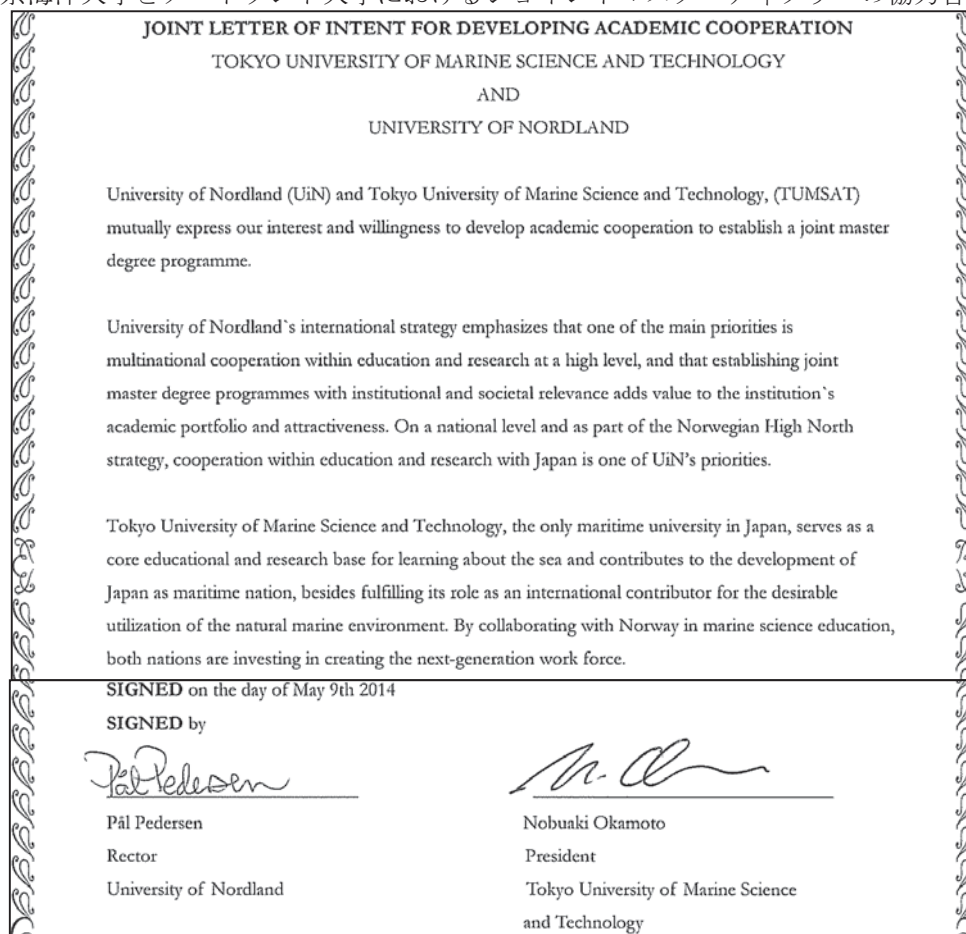 JOINT LETTER OF INTENT FOR DEVELOPING ACADEMIC COOPERATION
TOKYO UNIVERSITY OF MARINE SCIENCE AND TECHNOLOGY
AND
UNIVERSITY OF NORDLAND
University of Nordland (UiN) and Tokyo University of Marine Science and Technology, (TUMSAT)
mutually express our interest and willingness to develop academic cooperation to establish a joint master
degree programme.
University of Nordland`s international strategy emphasizes that one of the main priorities is
multinational cooperation within education and research at a high level, and that establishing joint
master degree programmes with institutional and societal relevance adds value to the institution`s
academic portfolio and attractiveness. On a national level and as part of the Norwegian High North
strategy, cooperation within education and research with Japan is one of UiN's priorities.
Tokyo University of Marine Science and Technology, the only maritime university in Japan, serves as a
core educational and research base for learning about the sea and contributes to the development of
Japan as maritime nation, besides fulfilling its role as an international contributor for the desirable
utilization of the natural marine environment. By collaborating with Norway in marine science education,
both nations are investing in creating the next-generation work force.
SIGNED on the day of May 9th 2014
SIGNED by
Pål Pedersen
Pål Pedersen
Rector
University of Nordland
Nobuaki Okamoto
President
Tokyo University of Marine Science
and Technology